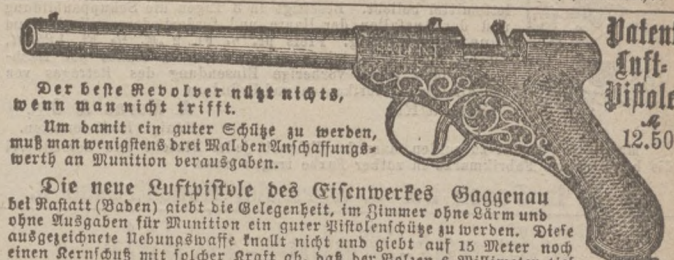 Patent
Luft-
Pistole
M
12.50
PATENT
Der beste Revolver nützt nichts,
wenn man nicht trifft.
Um damit ein guter Schütze zu werden,
muß man wenigstens drei Mal den Anschaffungs-
werth an Munition verausgaben.
Die neue Luftpistole des Eisenwerkes Gaggenau
bei Rastatt (Baden) giebt die Gelegenheit, im Zimmer ohne Lärm und
ohne Ausgaben für Munition ein guter Pistolenschütze zu werden. Diese
ausgezeichnete Uebungswaffe knallt nicht und giebt auf 15 Meter noch
einen Kernschuß mit solcher Kraft ab, daß der Bolzen 6 Millimeter tief